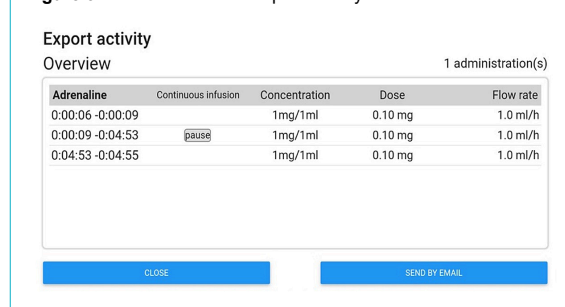 Export activity
Overview 1 administration(s)
Adrenaline Continuous infusion Concentration Dose Flow rate
0:00:06 -0:00:09 1mg/1ml 0.10 mg 1.0 ml/h
0:00:09 -0:04:53 pause 1mg/1ml 0.10 mg 1.0 ml/h
0:04:53 -0:04:55 1mg/1ml 0.10 mg 1.0 ml/h
CLOSE SEND BY EMAIL